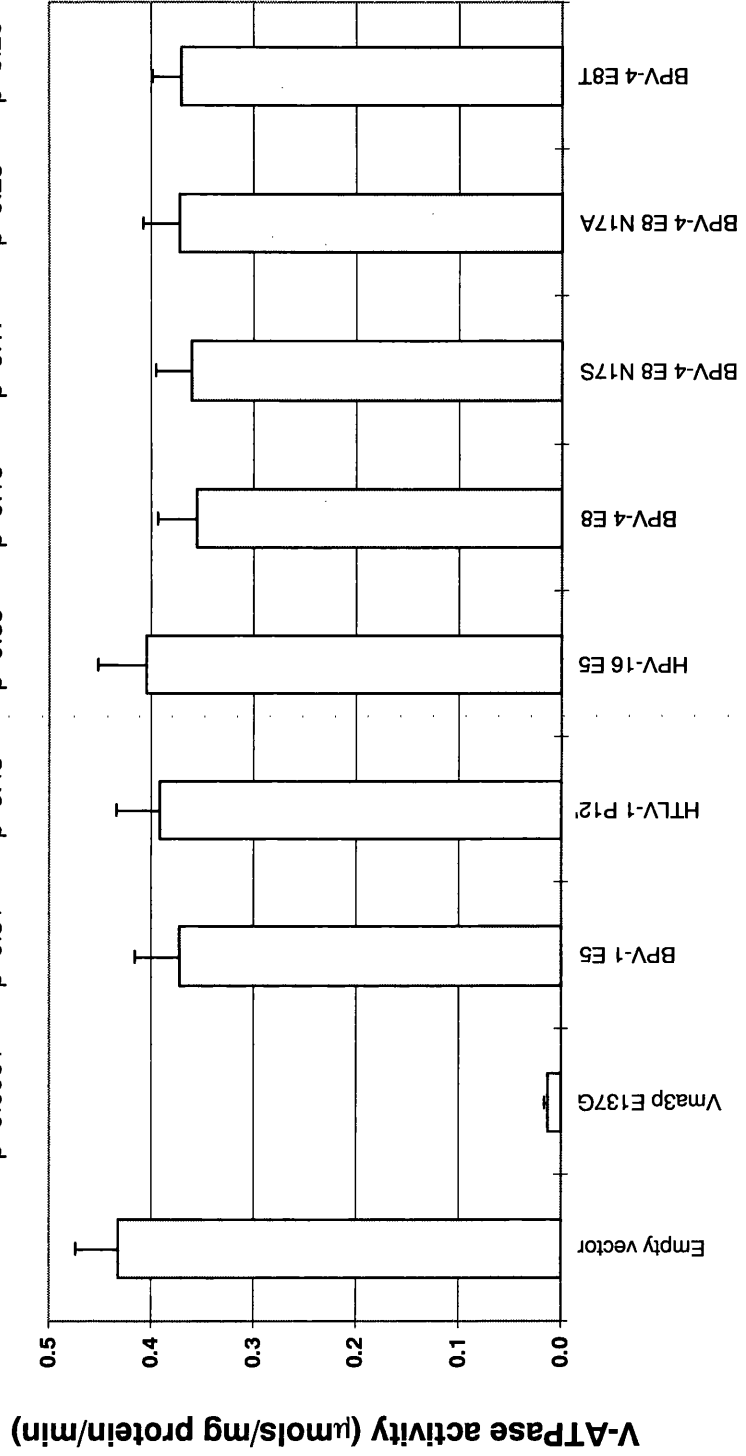 V-ATPase activity (µmols/mg protein/min)
0.5
0.4
0.3
0.2
0.1
0.0
Empty vector
Vma3p E137G
BPV-1 E5
HTLV-1 P12'
HPV-16 E5
BPV-4 E8
BPV-4 E8 N17S
BPV-4 E8 N17A
BPV-4 E8T